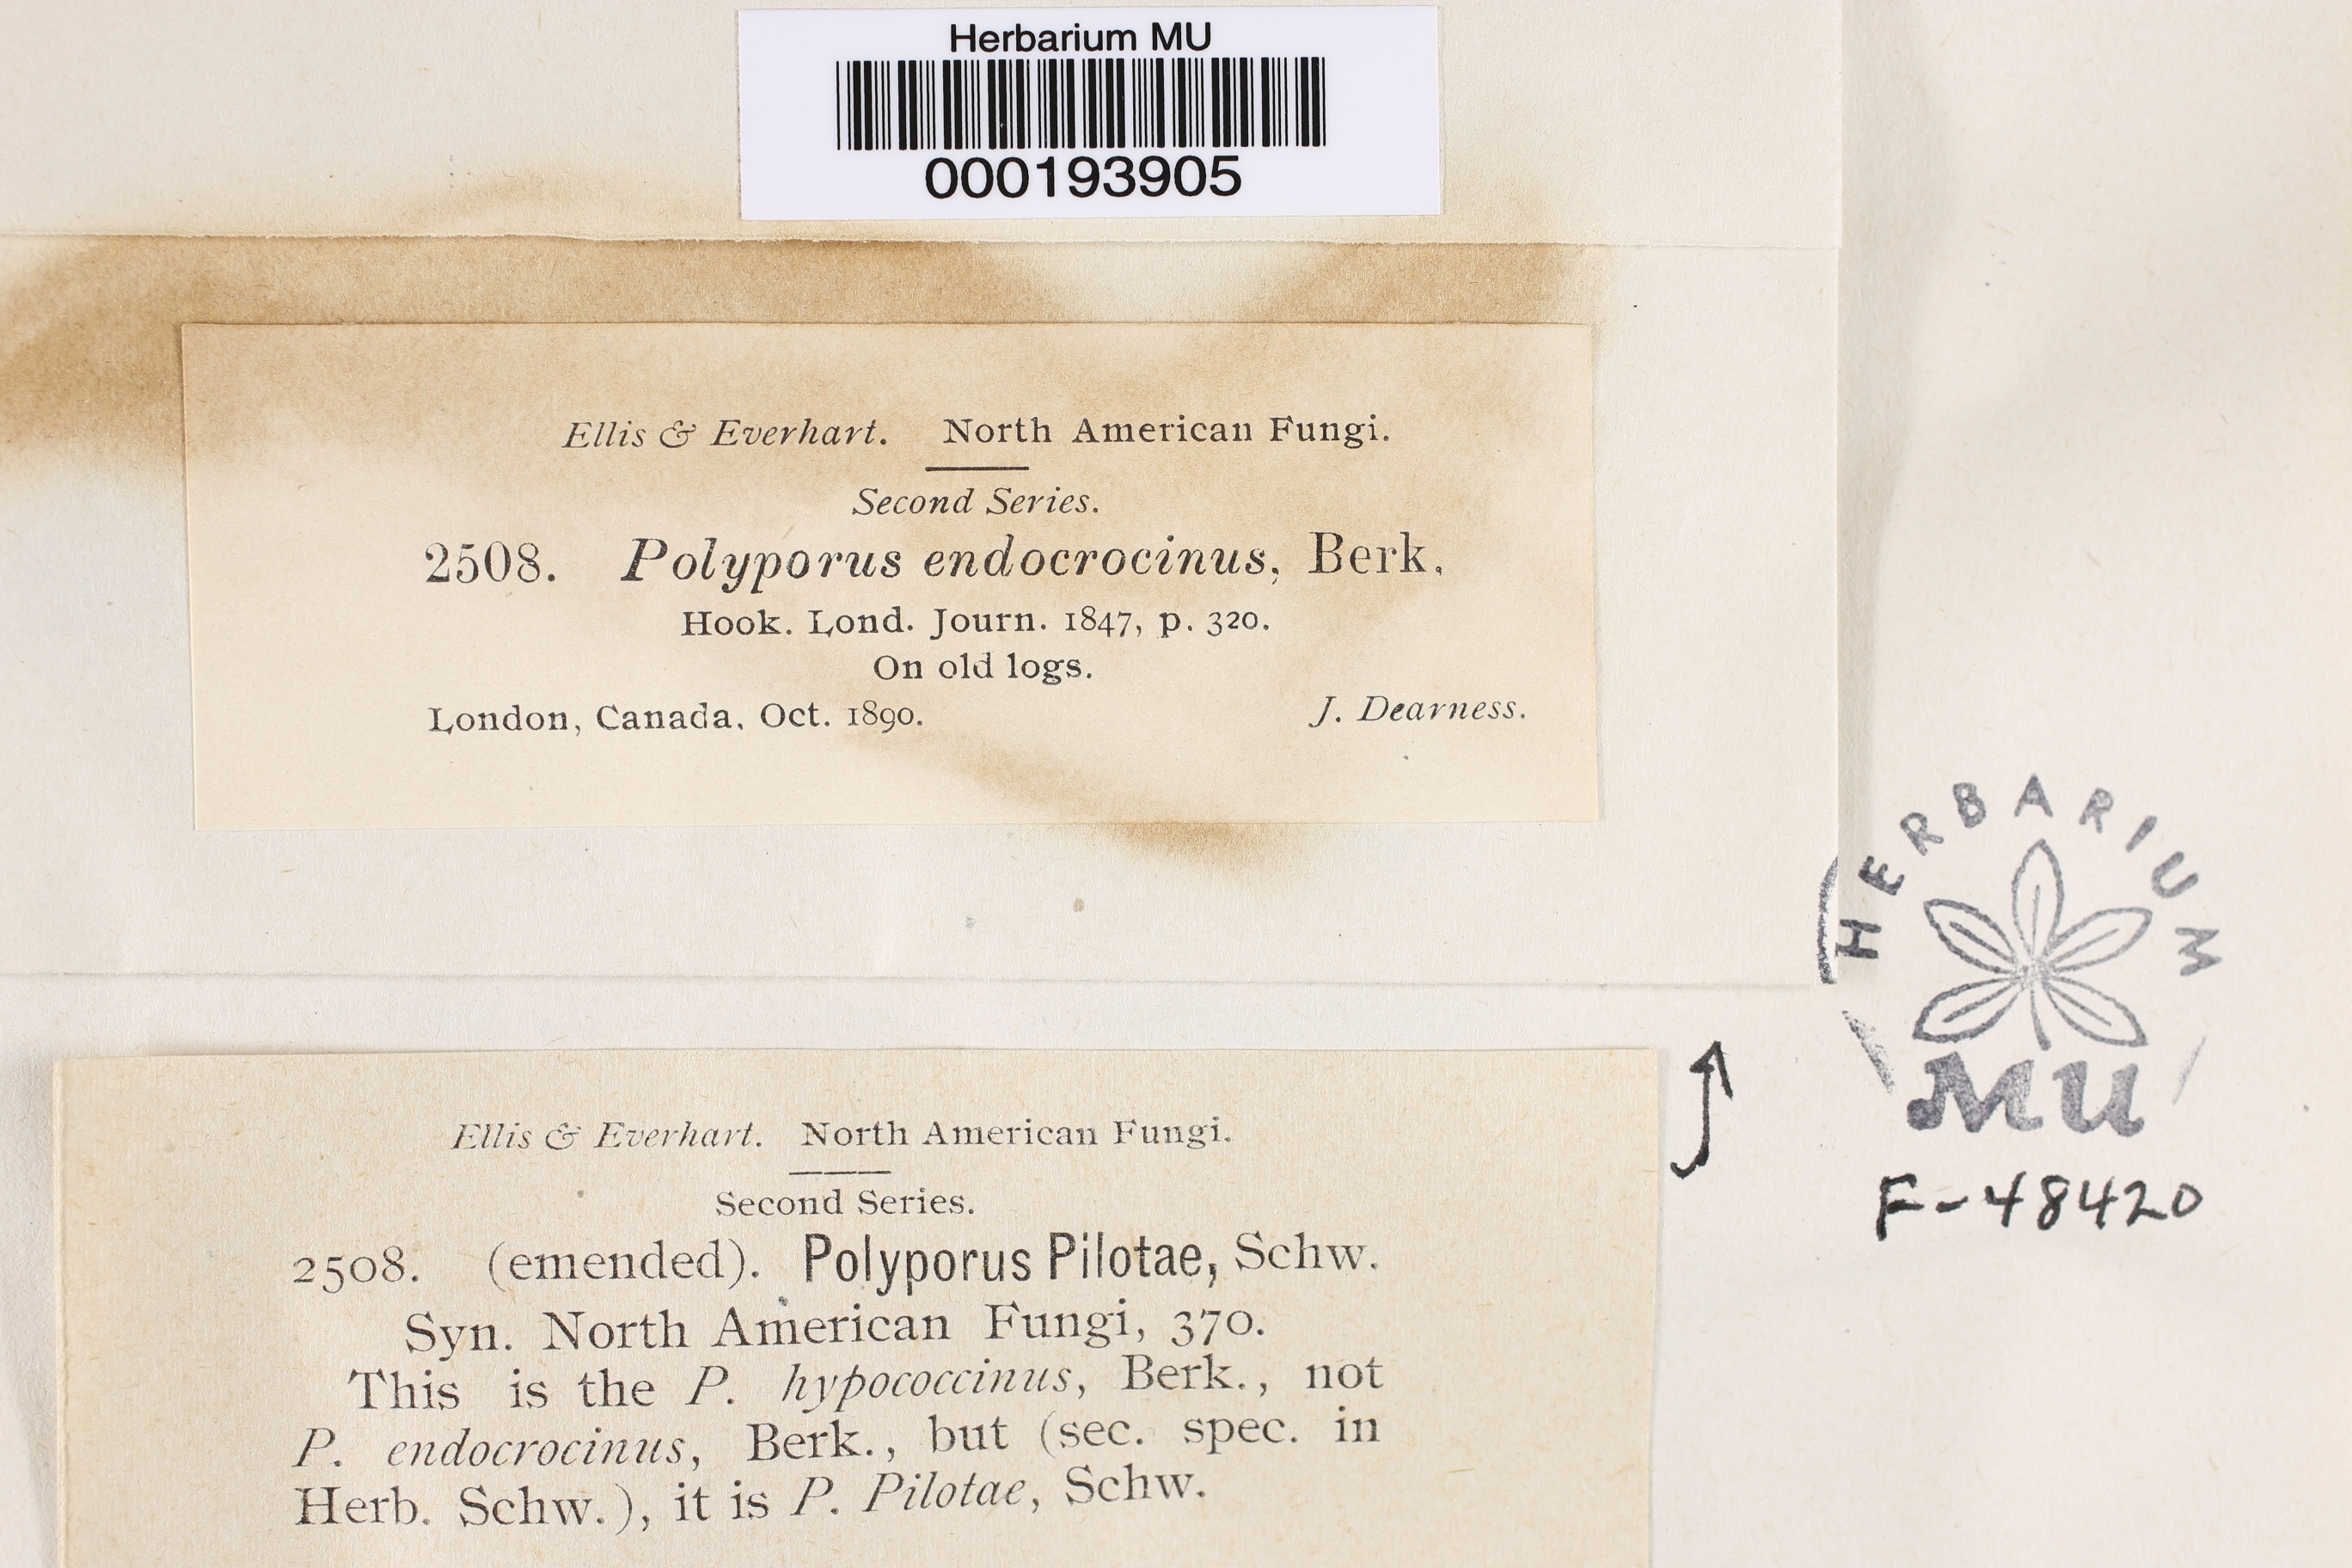 Herbarium MU
000193905
Ellis & Everhart. North American Fungi.
Second Series.
2508. Polyporus endocrocinus, Berk.
Hook. Lond. Journ. 1847, p. 320.
On old logs.
London, Canada, Oct. 1890. J. Dearness.
HERBARIUM
MU
F-48420
Ellis & Everhart. North American Fungi.
Second Series.
2508. (emended). Polyporus Pilotae, Schw.
Syn. North American Fungi, 370.
This is the P. hypococcinus, Berk., not
P. endocrocinus, Berk., but (sec. spec. in
Herb. Schw.), it is P. Pilotae, Schw.